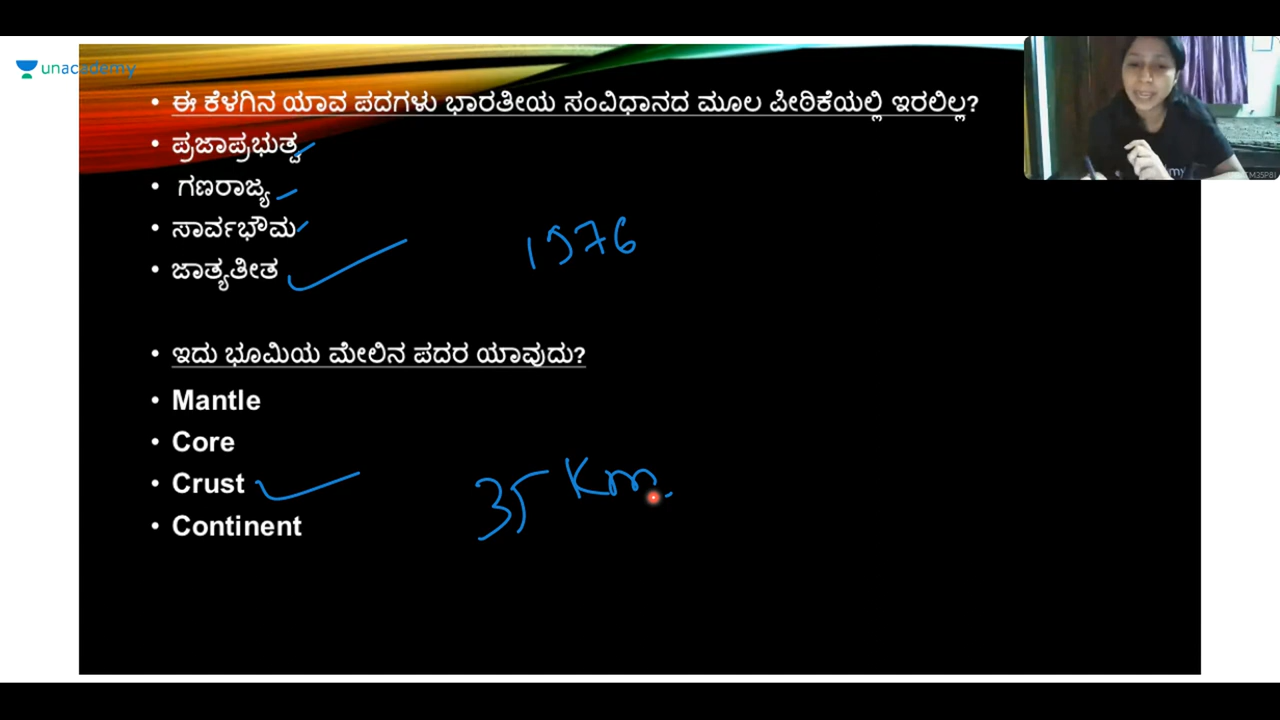 unacademy
• ಈ ಕೆಳಗಿನ ಯಾವ ಪದಗಳು ಭಾರತೀಯ ಸಂವಿಧಾನದ ಮೂಲ ಪೀಠಿಕೆಯಲ್ಲಿ ಇರಲಿಲ್ಲ?
• ಪ್ರಜಾಪ್ರಭುತ್ವ
• ಗಣರಾಜ್ಯ
• ಸಾರ್ವಭೌಮ
• ಜಾತ್ಯತೀತ
1976
• ಇದು ಭೂಮಿಯ ಮೇಲಿನ ಪದರ ಯಾವುದು?
• Mantle
• Core
• Crust
• Continent
35 Km